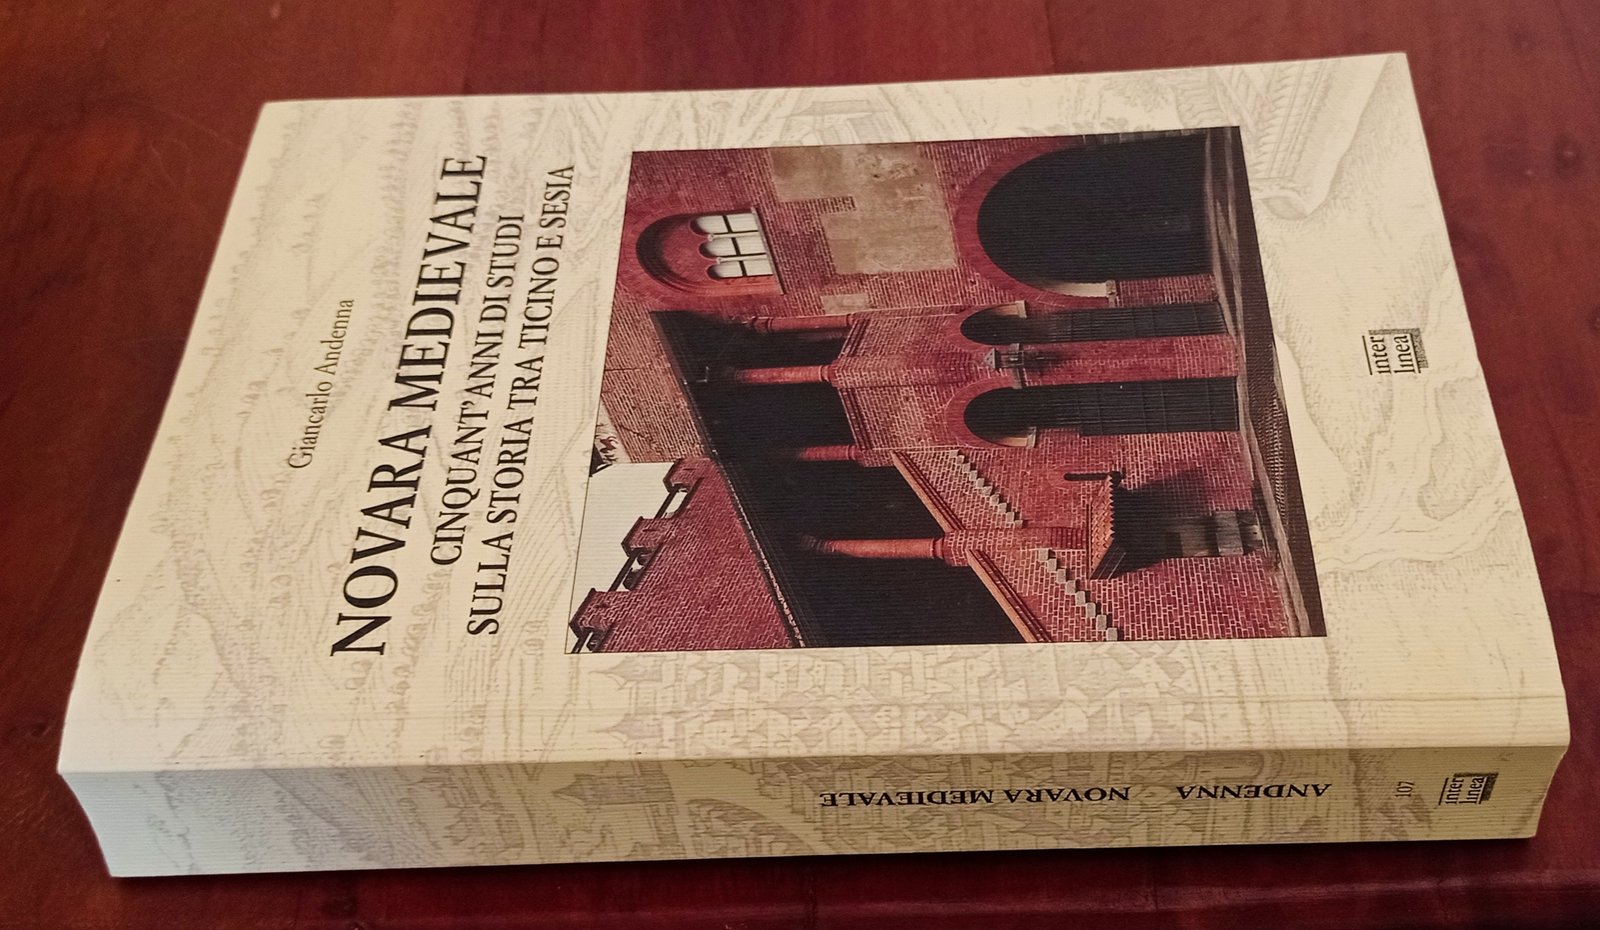 Giancarlo Andenna
NOVARA MEDIEVALE
CINQUANT'ANNI DI STUDI
SULLA STORIA TRA TICINO E SESIA
inter
linea
ANDENNA · NOVARA MEDIEVALE
107
inter
linea